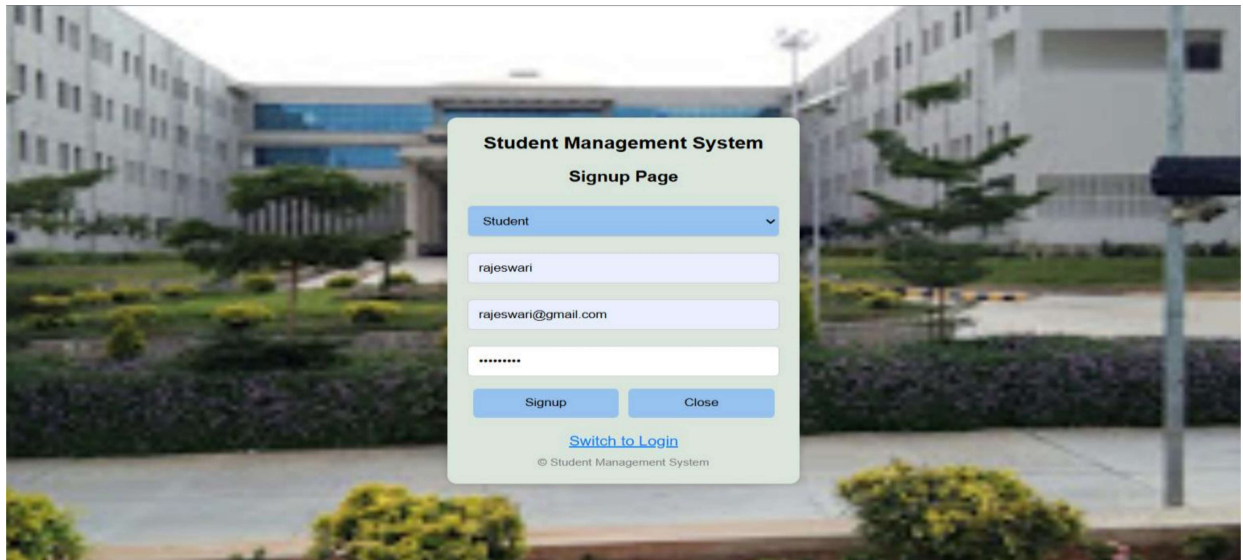 Student Management System
Signup Page
Student
rajeswari
rajeswari@gmail.com
•••••••••
Signup Close
Switch to Login
© Student Management System